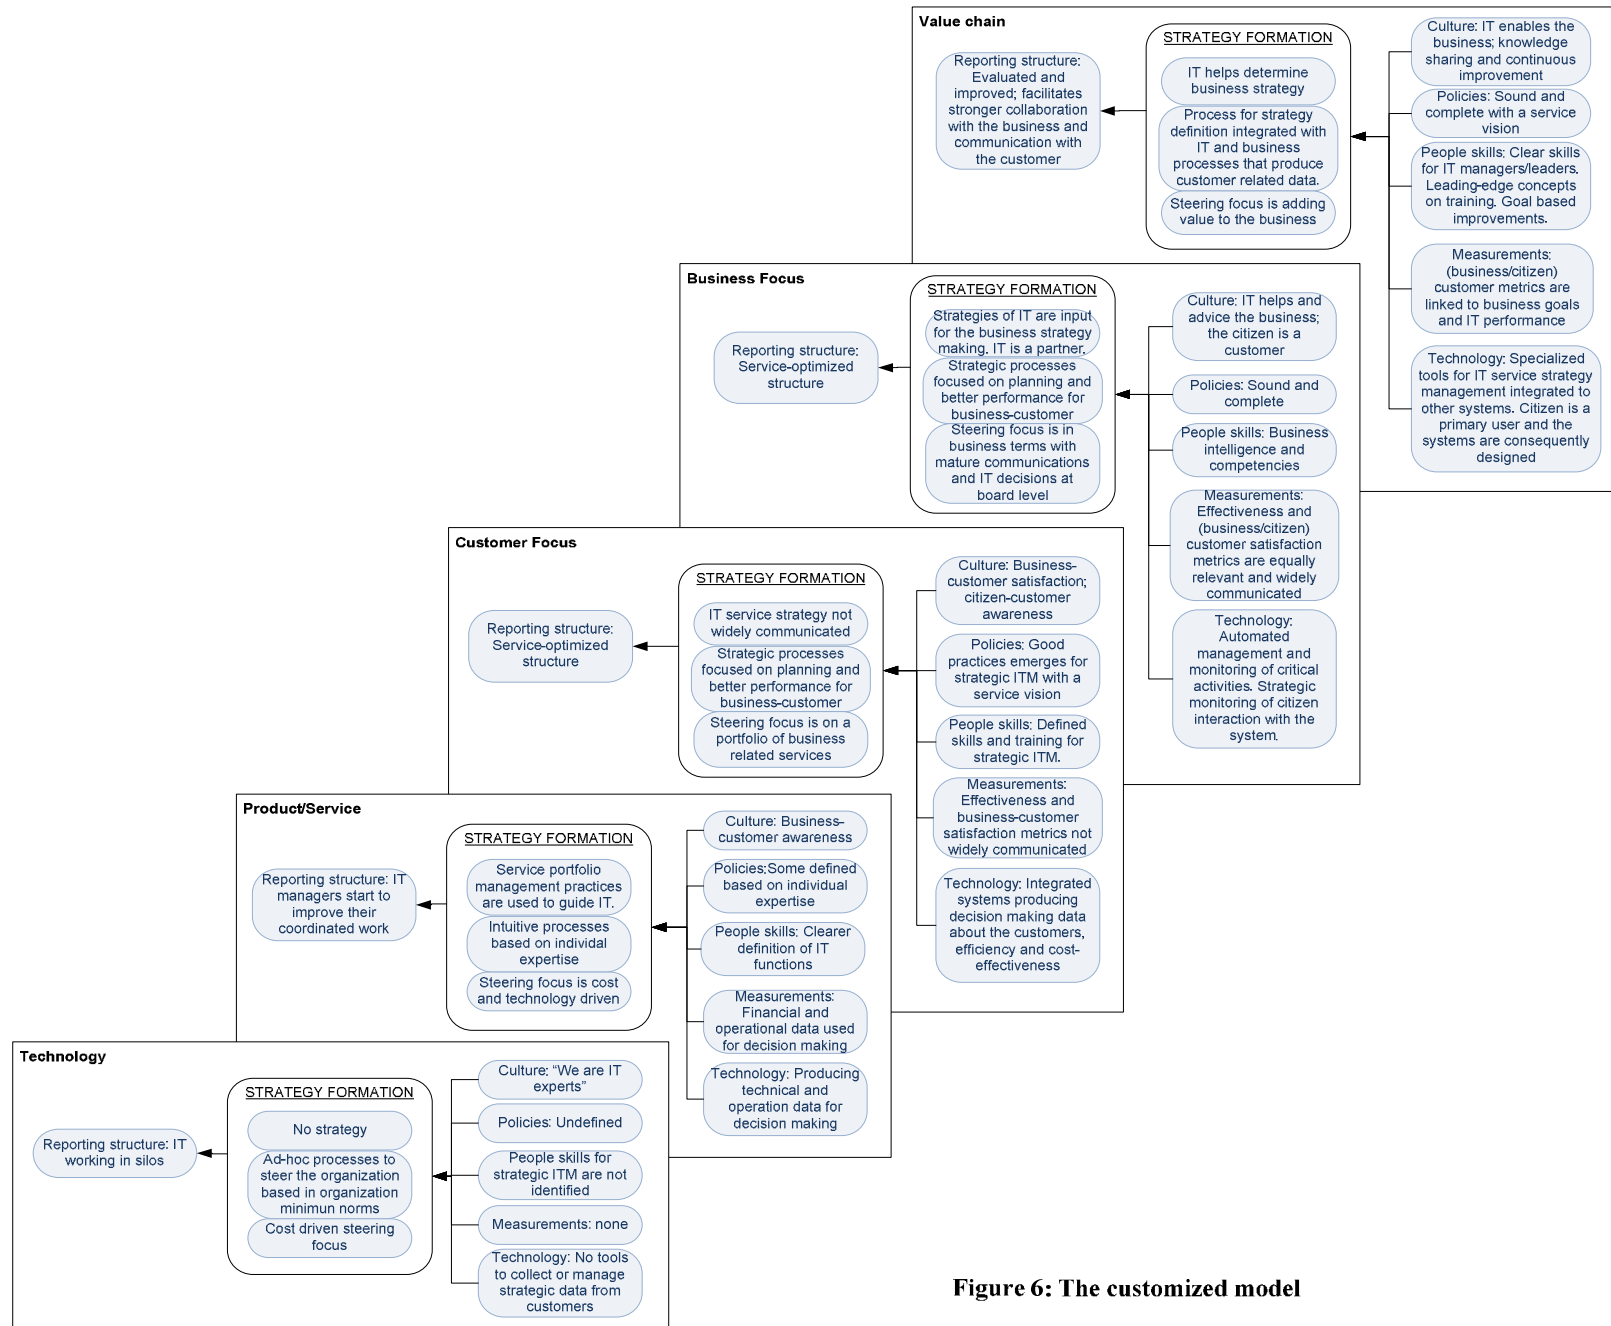 Value chain
Reporting structure:
Evaluated and
improved; facilitates
stronger collaboration
with the business and
communication with
the customer
STRATEGY FORMATION
IT helps determine
business strategy
Process for strategy
definition integrated with
IT and business
processes that produce
customer related data.
Steering focus is adding
value to the business
Culture: IT enables the
business; knowledge
sharing and continuous
improvement
Policies: Sound and
complete with a service
vision
People skills: Clear skills
for IT managers/leaders.
Leading-edge concepts
on training. Goal based
improvements.
Measurements:
(business/citizen)
customer metrics are
linked to business goals
and IT performance
Technology: Specialized
tools for IT service strategy
management integrated to
other systems. Citizen is a
primary user and the
systems are consequently
designed
Business Focus
Reporting structure:
Service-optimized
structure
STRATEGY FORMATION
Strategies of IT are input
for the business strategy
making. IT is a partner.
Strategic processes
focused on planning and
better performance for
business-customer
Steering focus is in
business terms with
mature communications
and IT decisions at
board level
Culture: IT helps and
advice the business;
the citizen is a
customer
Policies: Sound and
complete
People skills: Business
intelligence and
competencies
Measurements:
Effectiveness and
(business/citizen)
customer satisfaction
metrics are equally
relevant and widely
communicated
Technology:
Automated
management and
monitoring of critical
activities. Strategic
monitoring of citizen
interaction with the
system.
Customer Focus
Reporting structure:
Service-optimized
structure
STRATEGY FORMATION
IT service strategy not
widely communicated
Strategic processes
focused on planning and
better performance for
business-customer
Steering focus is on a
portfolio of business
related services
Culture: Business-
customer satisfaction;
citizen-customer
awareness
Policies: Good
practices emerges for
strategic ITM with a
service vision
People skills: Defined
skills and training for
strategic ITM.
Measurements:
Effectiveness and
business-customer
satisfaction metrics not
widely communicated
Technology: Integrated
systems producing
decision making data
about the customers,
efficiency and cost-
effectiveness
Product/Service
Reporting structure: IT
managers start to
improve their
coordinated work
STRATEGY FORMATION
Service portfolio
management practices
are used to guide IT.
Intuitive processes
based on individal
expertise
Steering focus is cost
and technology driven
Culture: Business-
customer awareness
Policies:Some defined
based on individual
expertise
People skills: Clearer
definition of IT
functions
Measurements:
Financial and
operational data used
for decision making
Technology: Producing
technical and
operation data for
decision making
Technology
Reporting structure: IT
working in silos
STRATEGY FORMATION
No strategy
Ad-hoc processes to
steer the organization
based in organization
minimun norms
Cost driven steering
focus
Culture: “We are IT
experts”
Policies: Undefined
People skills for
strategic ITM are not
identified
Measurements: none
Technology: No tools
to collect or manage
strategic data from
customers
Figure 6: The customized model